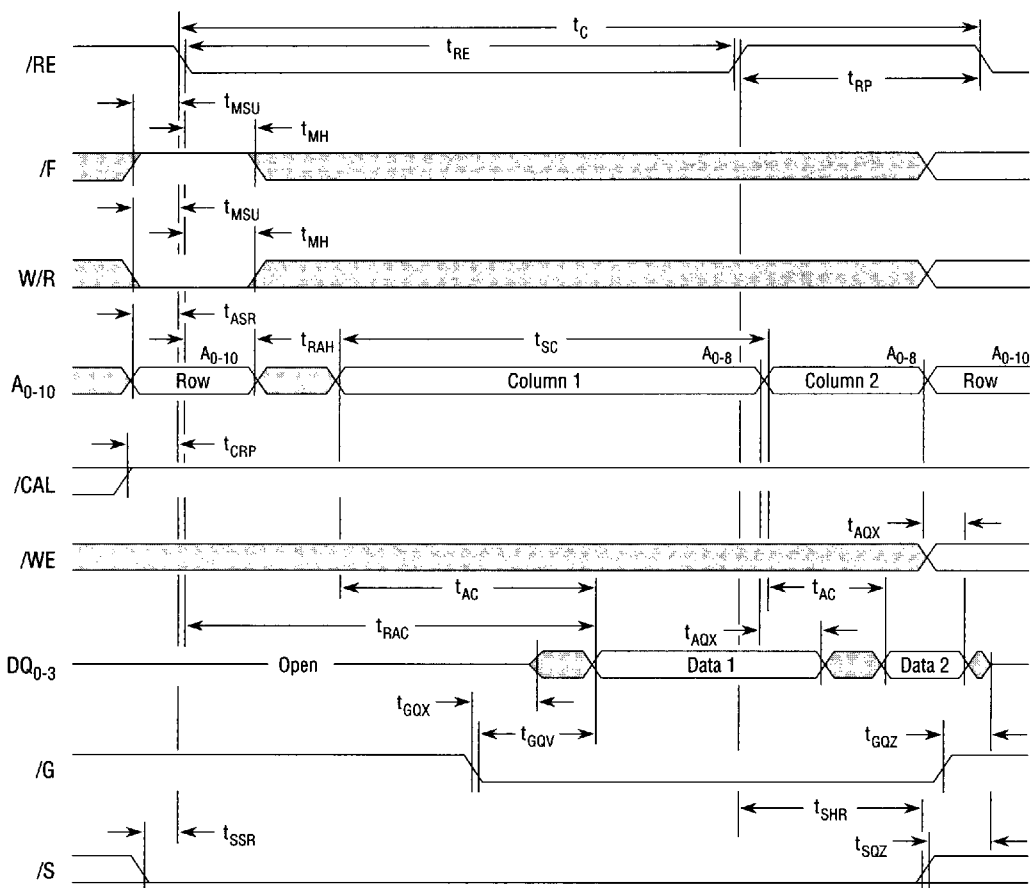 t_C
/RE
t_RE
t_RP
t_MSU
t_MH
/F
t_MSU
t_MH
W/R
t_ASR
t_RAH
t_SC
A_0-10
A_0-8
A_0-8
A_0-10
A_0-10
Row
Column 1
Column 2
Row
t_CRP
/CAL
t_AQX
/WE
t_AC
t_AC
t_RAC
t_AQX
DQ_0-3
Open
Data 1
Data 2
t_GQX
t_GQV
t_GQZ
/G
t_SHR
t_SSR
t_SQZ
/S